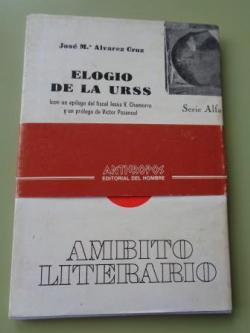 José M.ª Alvarez Cruz
ELOGIO
DE LA URSS
(con un epílogo del fiscal Jesús V. Chamorro
y un prólogo de Víctor Pozanco)
Serie Alfa
ANTHROPOS
EDITORIAL DEL HOMBRE
AMBITO
LITERARIO